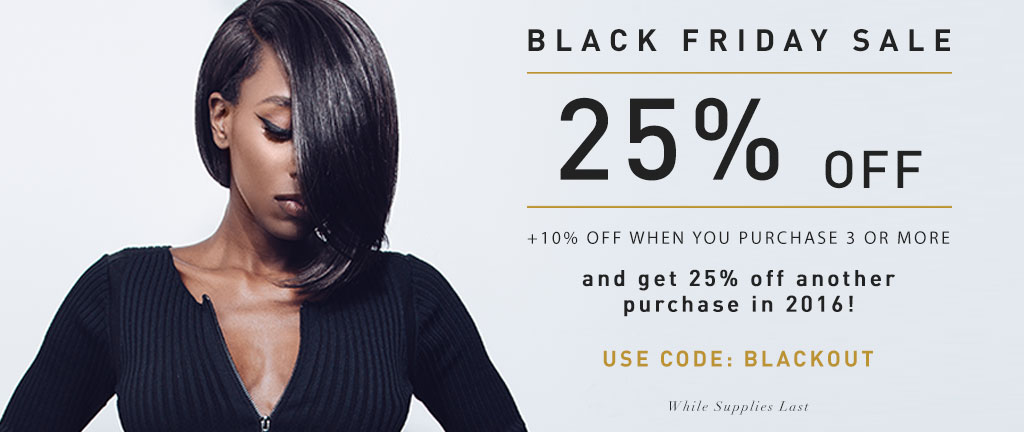 BLACK FRIDAY SALE
25% OFF
+10% OFF WHEN YOU PURCHASE 3 OR MORE
and get 25% off another
purchase in 2016!
USE CODE: BLACKOUT
While Supplies Last